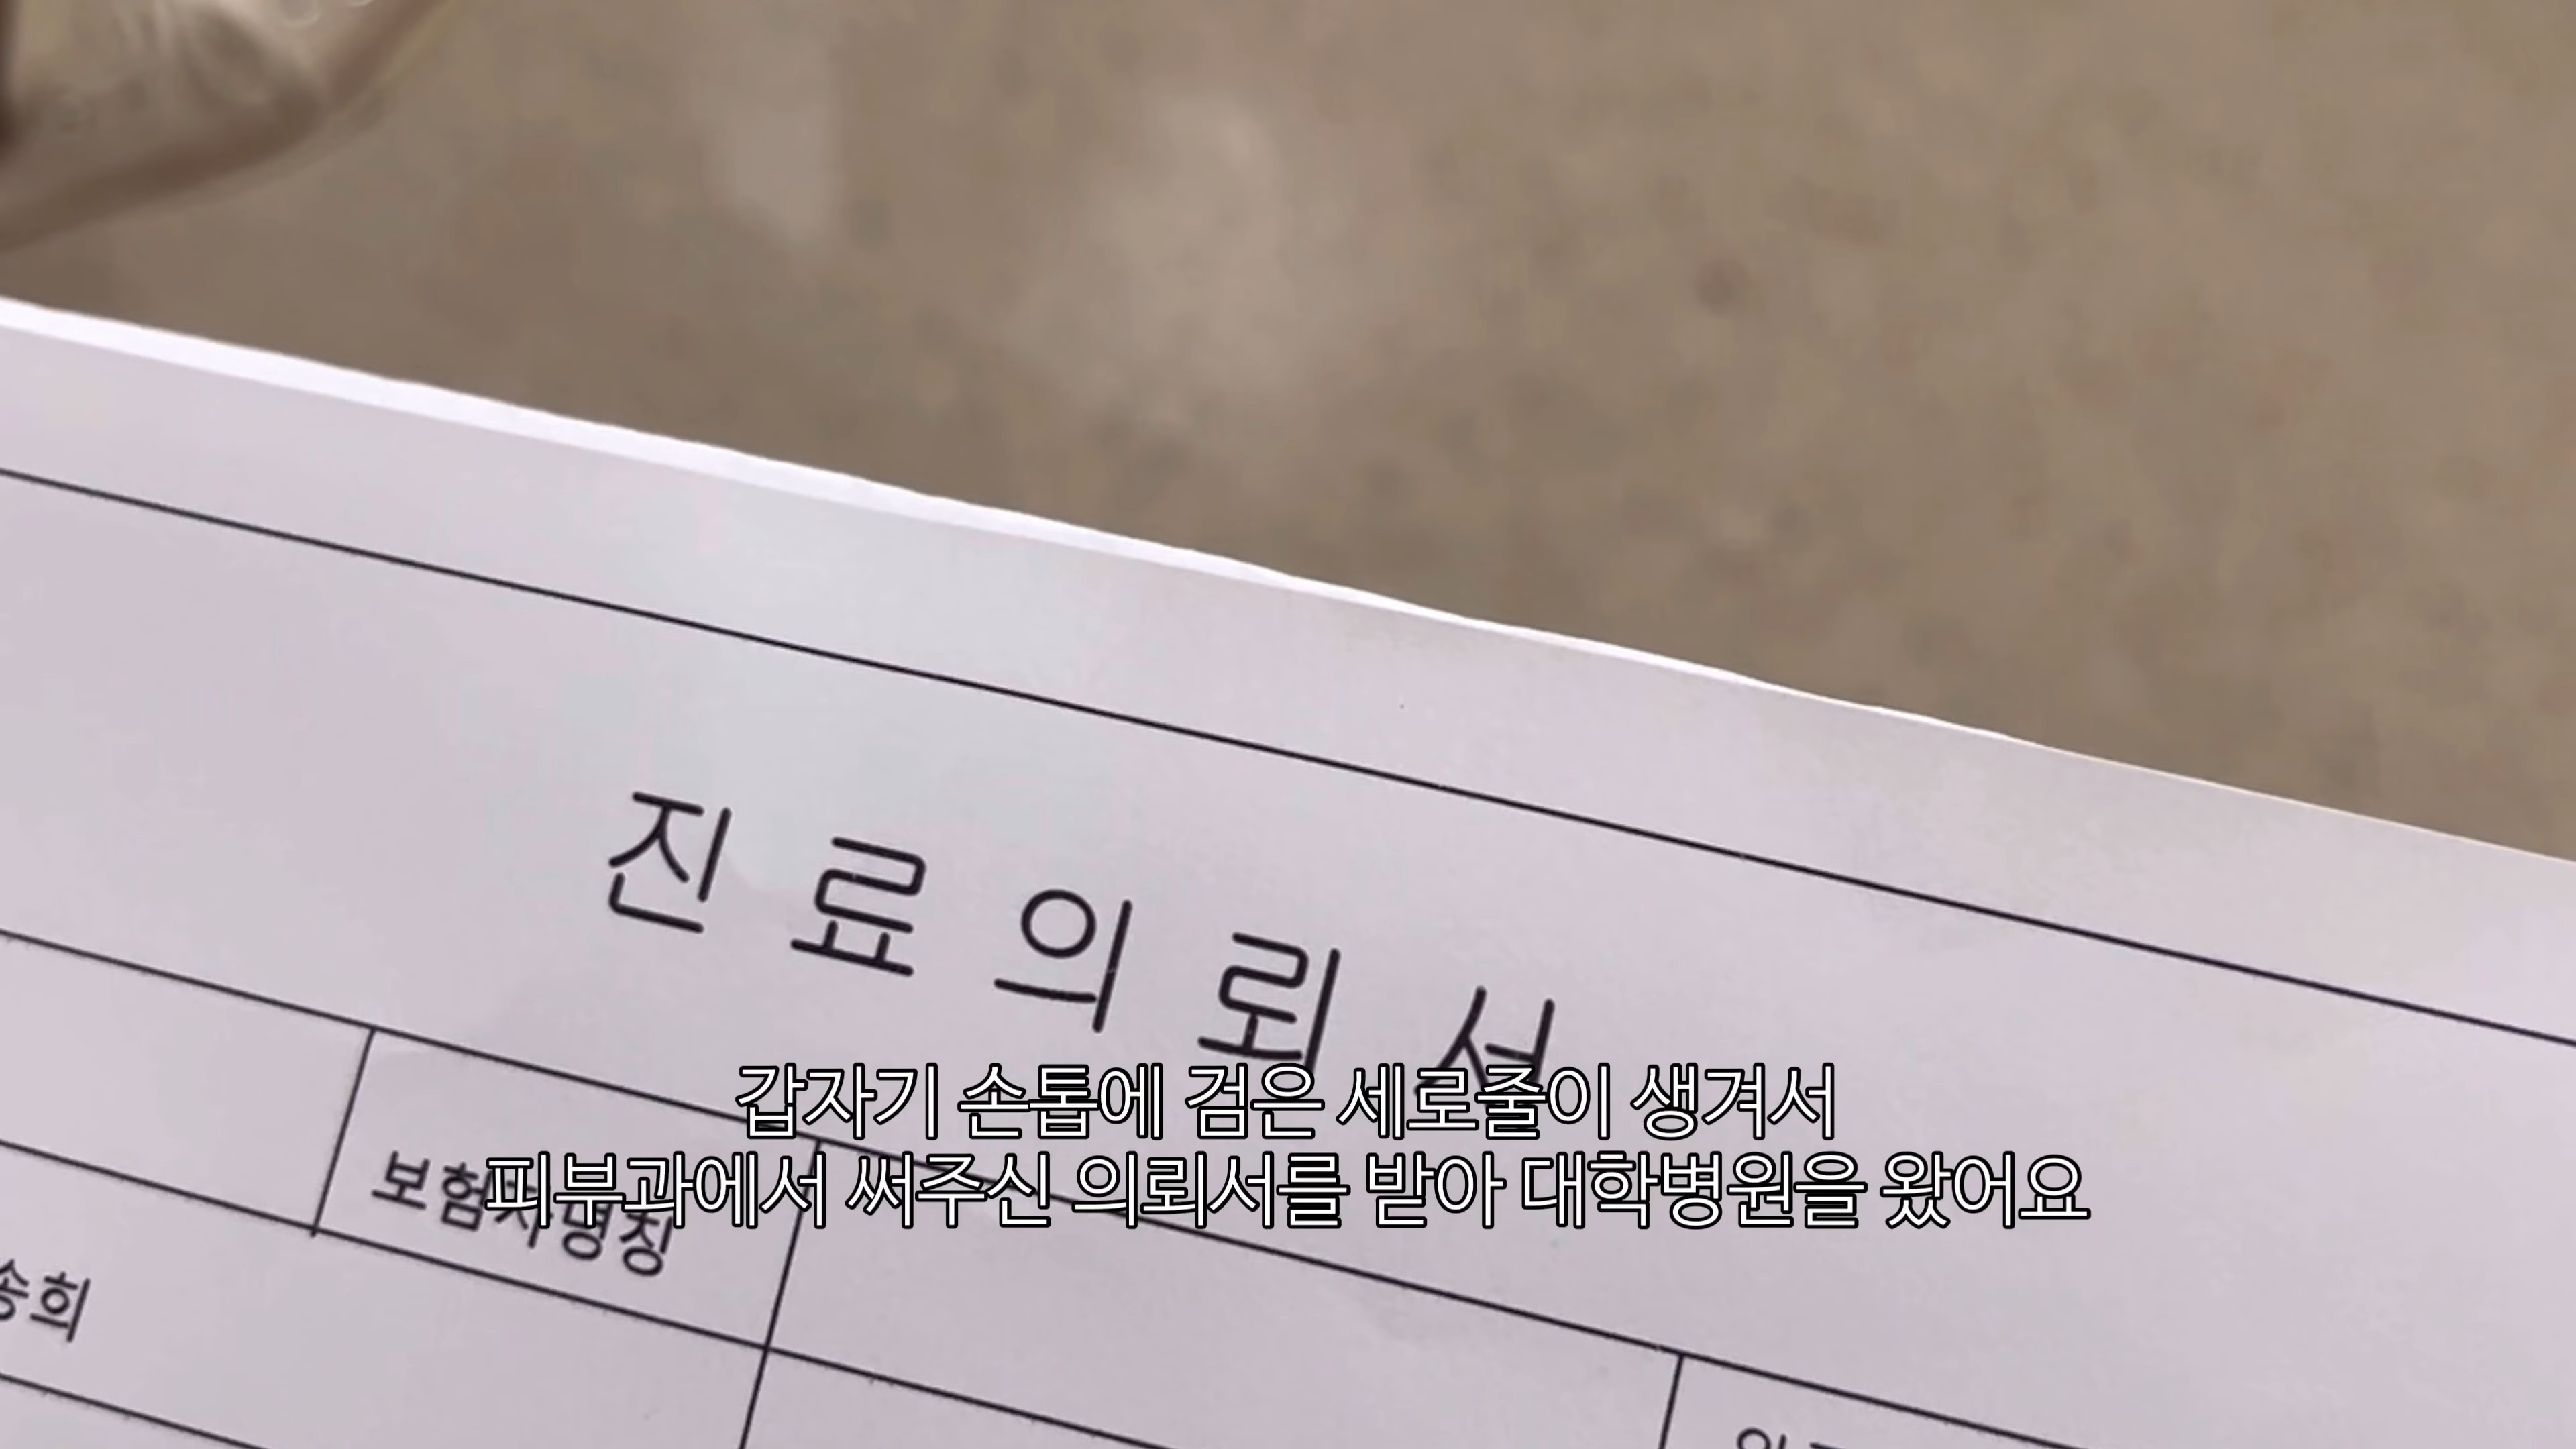 진료의뢰서
갑자기 손톱에 검은 세로줄이 생겨서
피부과에서 써주신 의뢰서를 받아 대학병원을 왔어요
보험자명칭
송희